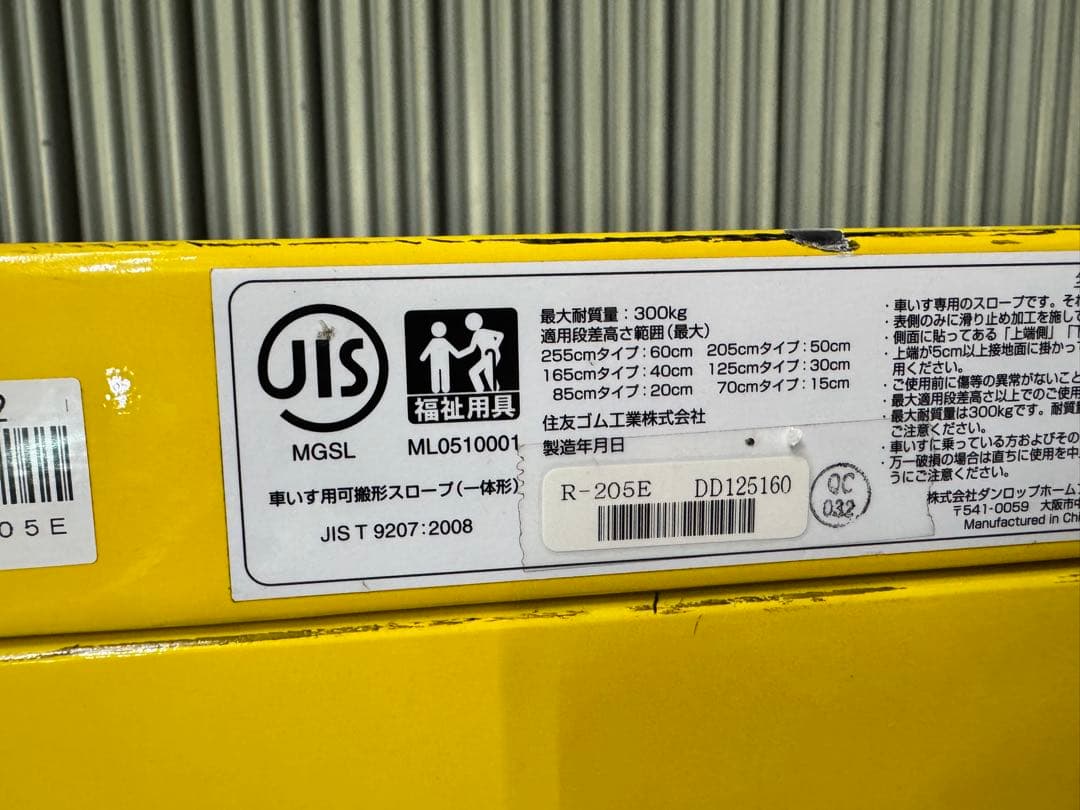 2
05E
JIS
MGSL
福祉用具
ML0510001
車いす用可搬形スロープ(一体形)
JIS T 9207:2008
最大耐質量：300kg
適用段差高さ範囲(最大)
255cmタイプ：60cm 205cmタイプ：50cm
165cmタイプ：40cm 125cmタイプ：30cm
85cmタイプ：20cm 70cmタイプ：15cm
住友ゴム工業株式会社
製造年月日
R-205E DD125160
QC
032
・車いす専用のスロープです。それ
・表側のみに滑り止め加工を施して
・側面に貼ってある「上端側」「
・上端が5cm以上接地面に掛かって
用ください。
・ご使用前に傷等の異常がないこと
・最大適用段差高さ以上でのご使用
・最大耐質量は300kgです。耐質量
ご注意ください。
・車いすに乗っている方およびその
・万一破損の場合は直ちに使用を中
うにご注意ください。
株式会社ダンロップホーム
〒541-0059 大阪市中
Manufactured in Chi